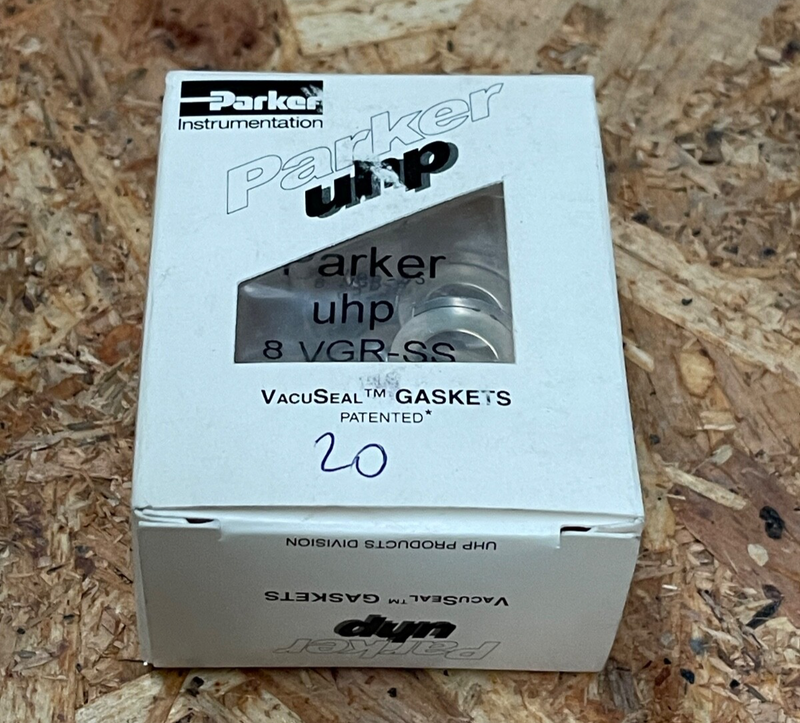 Parker
Instrumentation
Parker
uhp
Parker
uhp
8 VGR-SS
VACUSEAL™ GASKETS
PATENTED*
20
UHP PRODUCTS DIVISION
VACUSEAL™ GASKETS
uhp
Parker